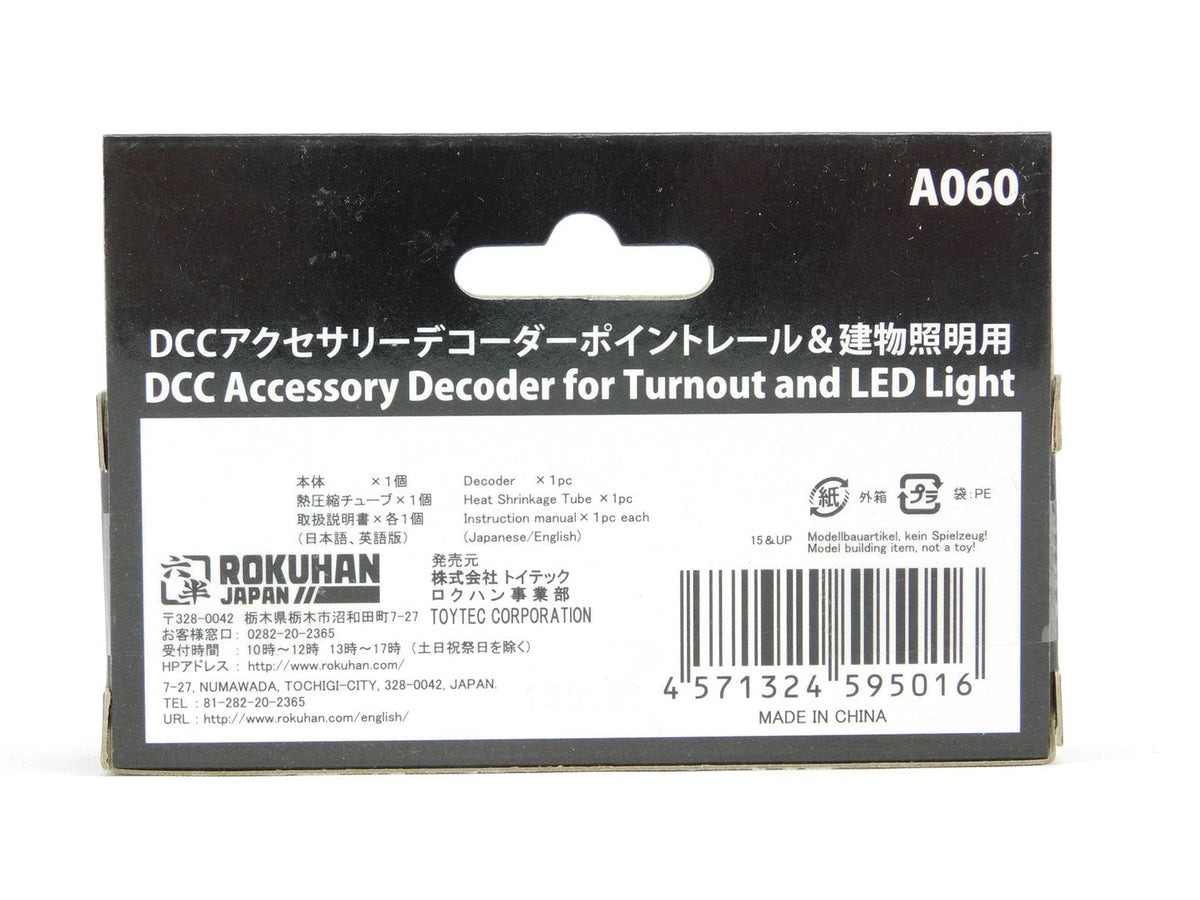 A060
DCCアクセサリーデコーダーポイントレール＆建物照明用
DCC Accessory Decoder for Turnout and LED Light
本体 ×1個
熱圧縮チューブ×1個
取扱説明書×各1個
（日本語、英語版）
Decoder ×1pc
Heat Shrinkage Tube ×1pc
Instruction manual×1pc each
(Japanese/English)
紙 外箱 プラ 袋:PE
15&UP
Modellbauartikel, kein Spielzeug!
Model building item, not a toy!
六半 ROKUHAN
JAPAN
発売元
株式会社 トイテック
ロクハン事業部
TOYTEC CORPORATION
〒328-0042 栃木県栃木市沼和田町7-27
お客様窓口: 0282-20-2365
受付時間 : 10時～12時 13時～17時（土日祝祭日を除く）
HPアドレス : http://www.rokuhan.com/
7-27, NUMAWADA, TOCHIGI-CITY, 328-0042, JAPAN.
TEL : 81-282-20-2365
URL : http://www.rokuhan.com/english/
4 571324 595016
MADE IN CHINA